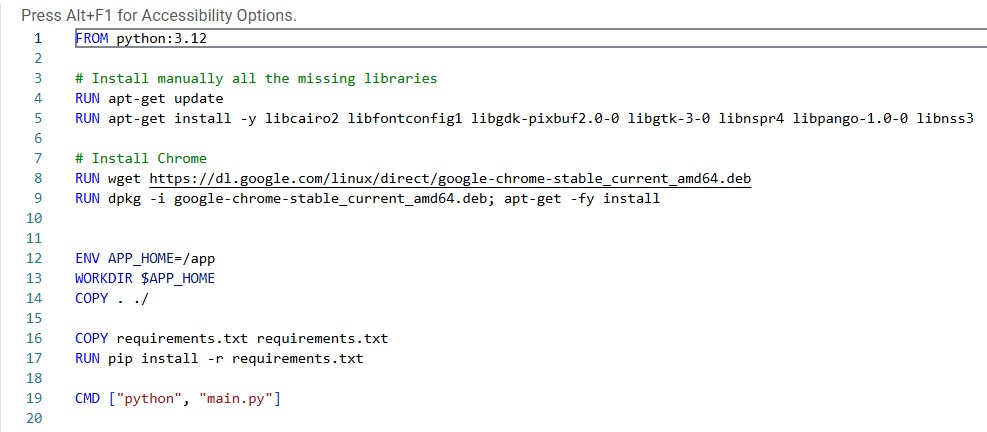 Press Alt+F1 for Accessibility Options.
1 FROM python:3.12
2
3 # Install manually all the missing libraries
4 RUN apt-get update
5 RUN apt-get install -y libcairo2 libfontconfig1 libgdk-pixbuf2.0-0 libgtk-3-0 libnspr4 libpango-1.0-0 libnss3
6
7 # Install Chrome
8 RUN wget https://dl.google.com/linux/direct/google-chrome-stable_current_amd64.deb
9 RUN dpkg -i google-chrome-stable_current_amd64.deb; apt-get -fy install
10
11
12 ENV APP_HOME=/app
13 WORKDIR $APP_HOME
14 COPY . ./
15
16 COPY requirements.txt requirements.txt
17 RUN pip install -r requirements.txt
18
19 CMD ["python", "main.py"]
20